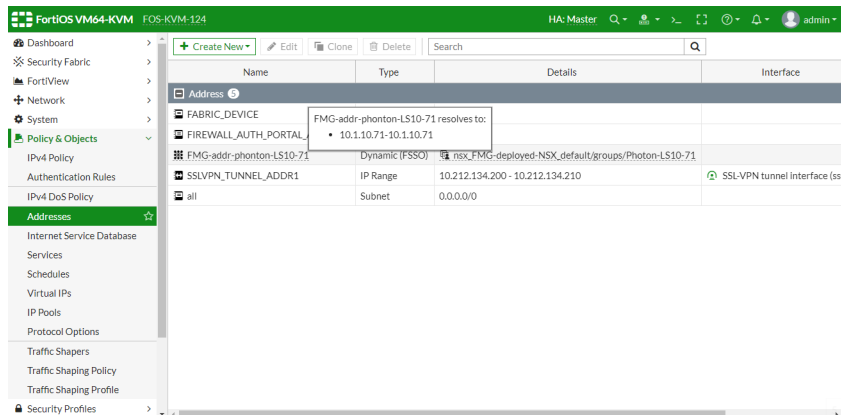 FortiOS VM64-KVM FOS-KVM-124 HA: Master admin
Dashboard
Security Fabric
FortiView
Network
System
Policy & Objects
IPv4 Policy
Authentication Rules
IPv4 DoS Policy
Addresses
Internet Service Database
Services
Schedules
Virtual IPs
IP Pools
Protocol Options
Traffic Shapers
Traffic Shaping Policy
Traffic Shaping Profile
Security Profiles
+ Create New Edit Clone Delete Search
Name Type Details Interface
Address 5
FABRIC_DEVICE
FIREWALL_AUTH_PORTAL_
FMG-addr-phonton-LS10-71 resolves to:
• 10.1.10.71-10.1.10.71
FMG-addr-phonton-LS10-71 Dynamic (FSSO) nsx_FMG-deployed-NSX_default/groups/Photon-LS10-71
SSLVPN_TUNNEL_ADDR1 IP Range 10.212.134.200 - 10.212.134.210 SSL-VPN tunnel interface (ss
all Subnet 0.0.0.0/0